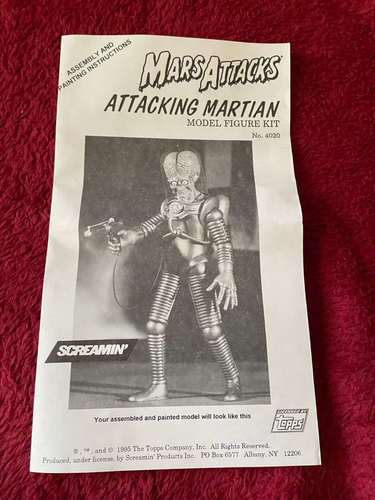 ASSEMBLY AND
PAINTING INSTRUCTIONS
MARS ATTACKS
ATTACKING MARTIAN
MODEL FIGURE KIT
No. 4020
SCREAMIN'
Your assembled and painted model will look like this
LICENSED BY
Topps
®, ™, and © 1995 The Topps Company, Inc. All Rights Reserved.
Produced, under license, by Screamin' Products Inc. PO Box 6577 Albany, NY 12206